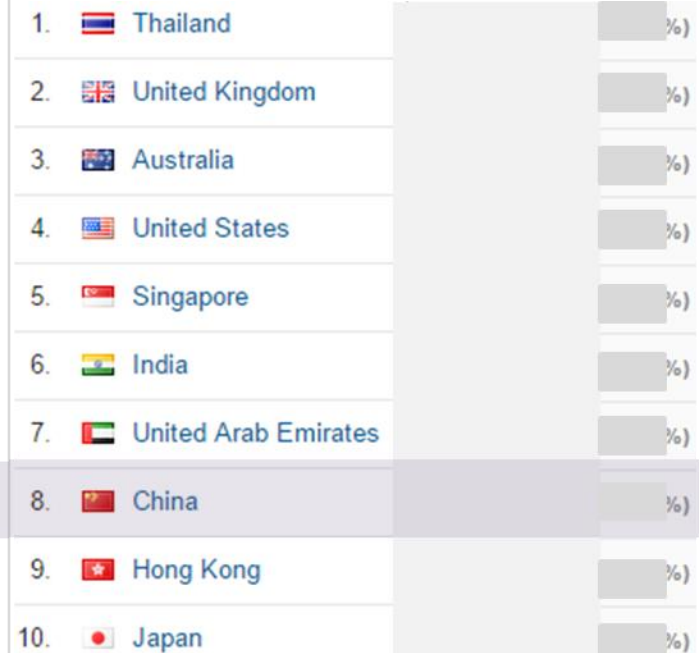 1. Thailand %)
2. United Kingdom %)
3. Australia %)
4. United States %)
5. Singapore %)
6. India %)
7. United Arab Emirates %)
8. China %)
9. Hong Kong %)
10. Japan %)